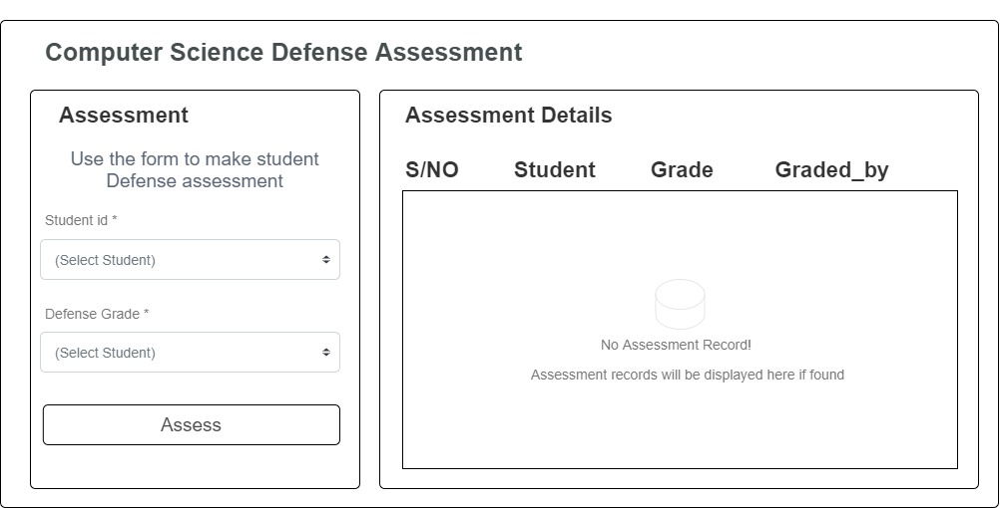 Computer Science Defense Assessment
Assessment
Use the form to make student
Defense assessment
Student id *
(Select Student)
Defense Grade *
(Select Student)
Assess
Assessment Details
S/NO Student Grade Graded_by
No Assessment Record!
Assessment records will be displayed here if found